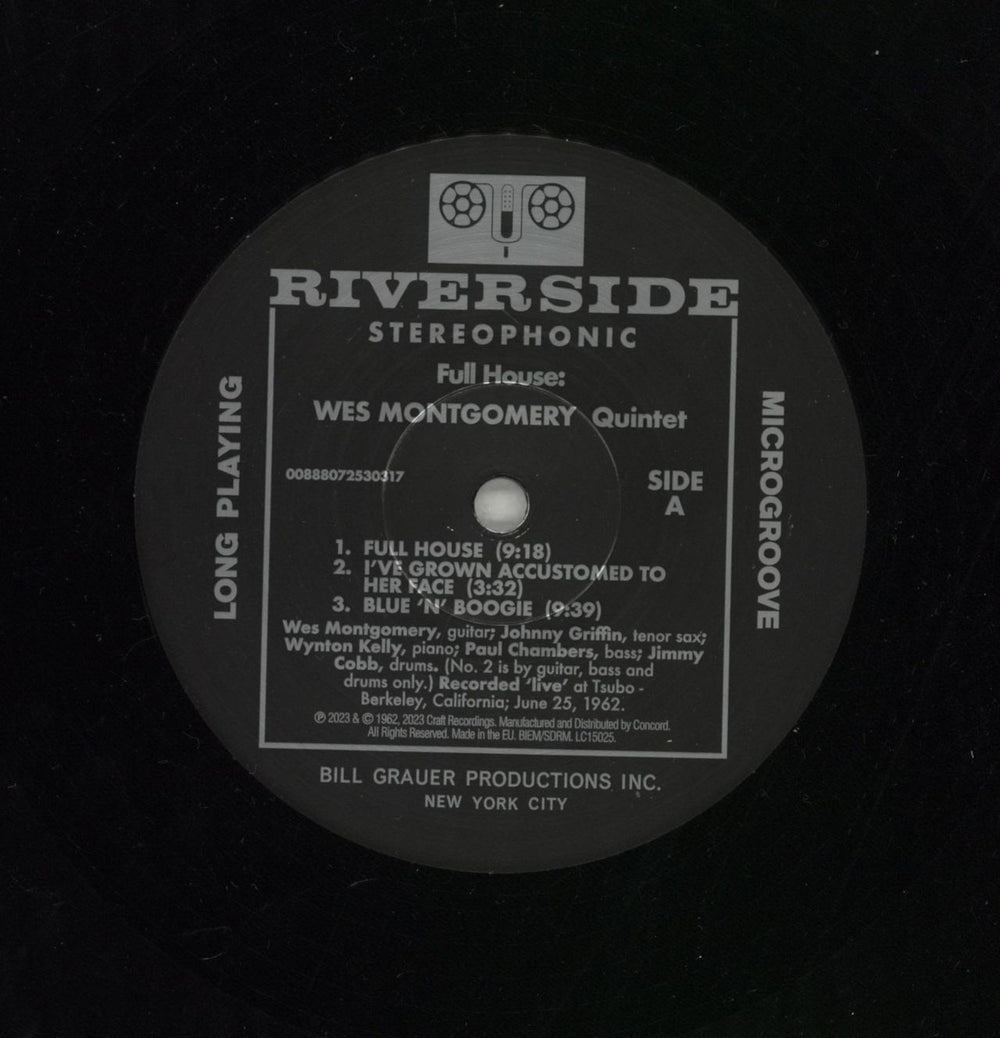 RIVERSIDE
STEREOPHONIC
Full House:
WES MONTGOMERY Quintet
LONG PLAYING
MICROGROOVE
00888072530317
SIDE
A
1. FULL HOUSE (9:18)
2. I'VE GROWN ACCUSTOMED TO
HER FACE (3:32)
3. BLUE 'N' BOOGIE (9:39)
Wes Montgomery, guitar; Johnny Griffin, tenor sax;
Wynton Kelly, piano; Paul Chambers, bass; Jimmy
Cobb, drums. (No. 2 is by guitar, bass and
drums only.) Recorded 'live' at Tsubo -
Berkeley, California; June 25, 1962.
℗ 2023 & © 1962, 2023 Craft Recordings. Manufactured and Distributed by Concord.
All Rights Reserved. Made in the EU. BIEM/SDRM. LC15025.
BILL GRAUER PRODUCTIONS INC.
NEW YORK CITY